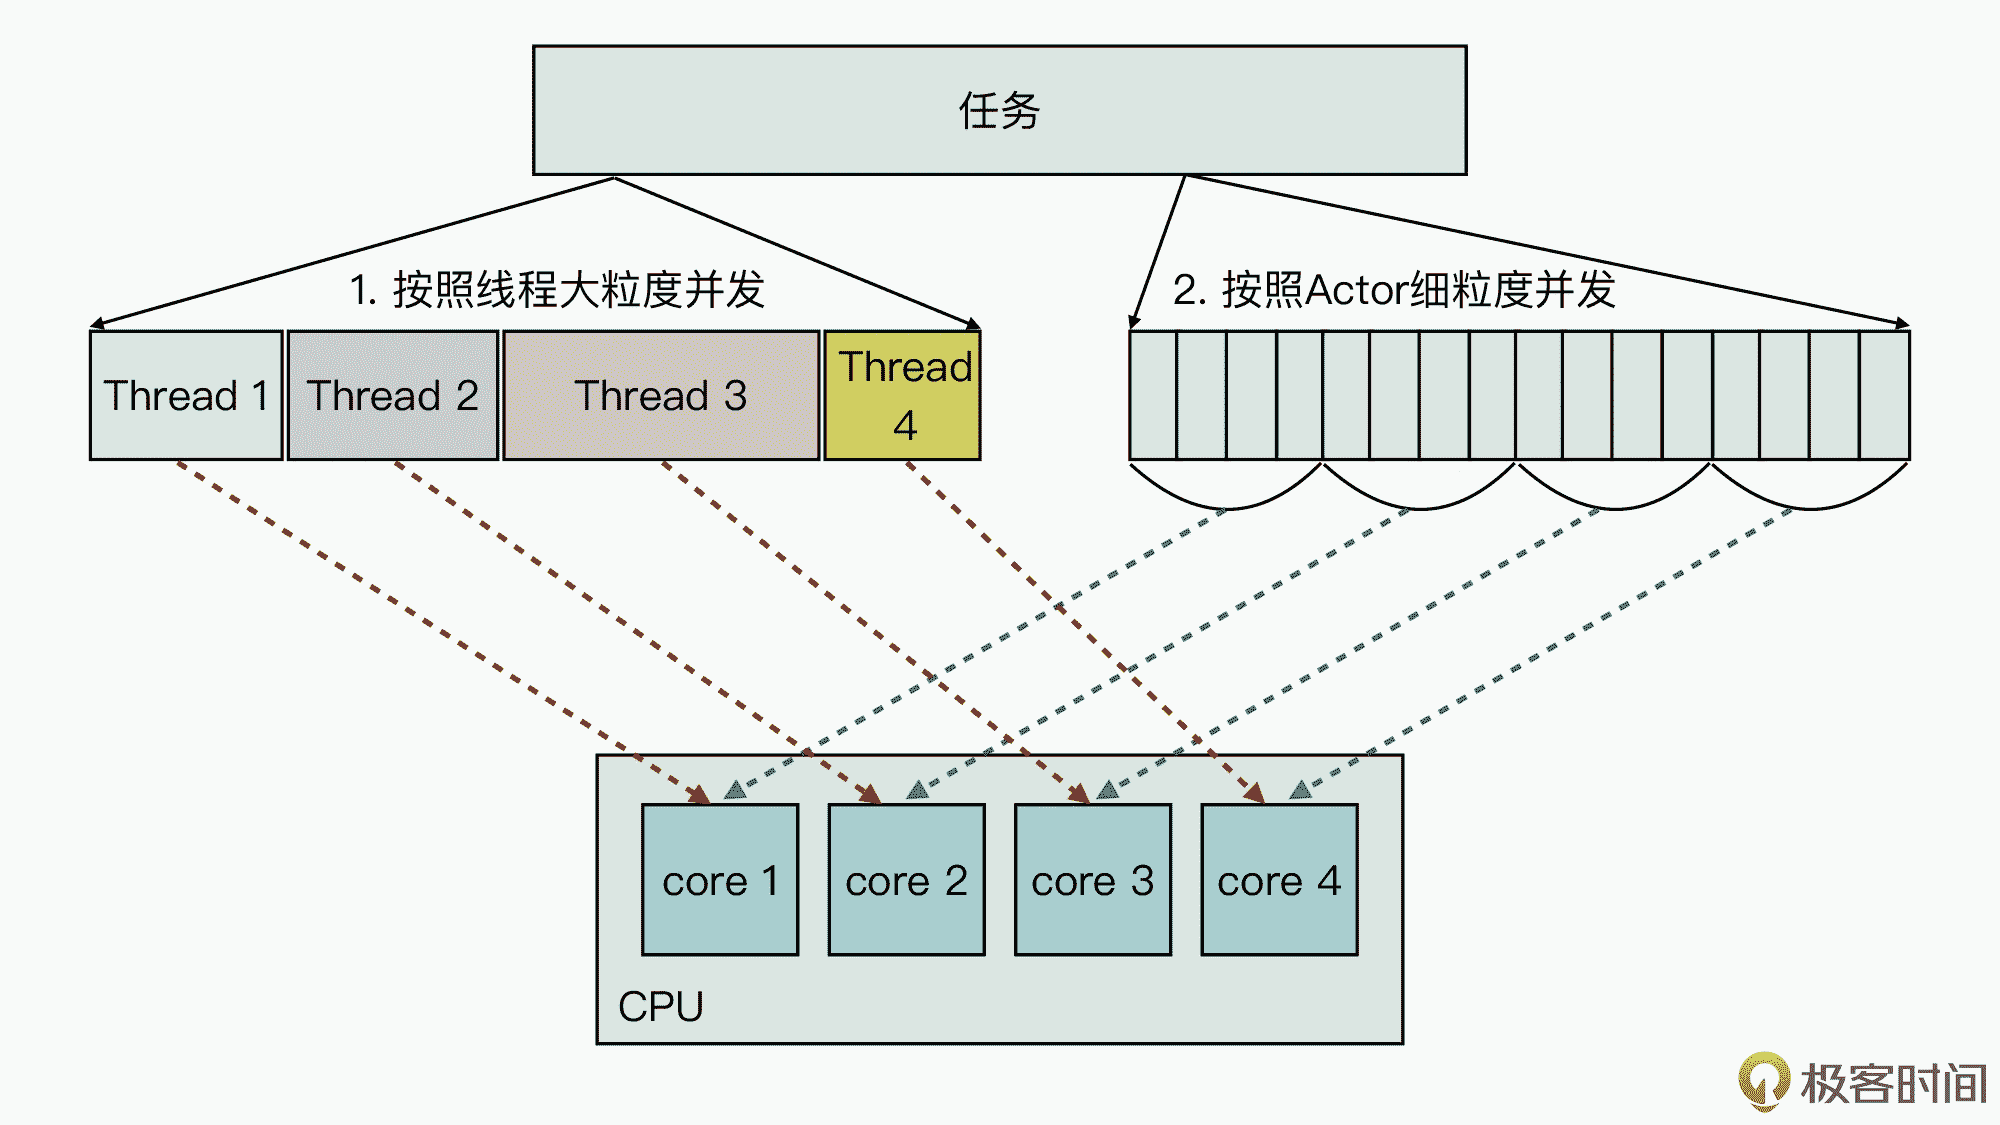 任务
1. 按照线程大粒度并发
2. 按照Actor细粒度并发
Thread 1
Thread 2
Thread 3
Thread
4
core 1
core 2
core 3
core 4
CPU
极客时间